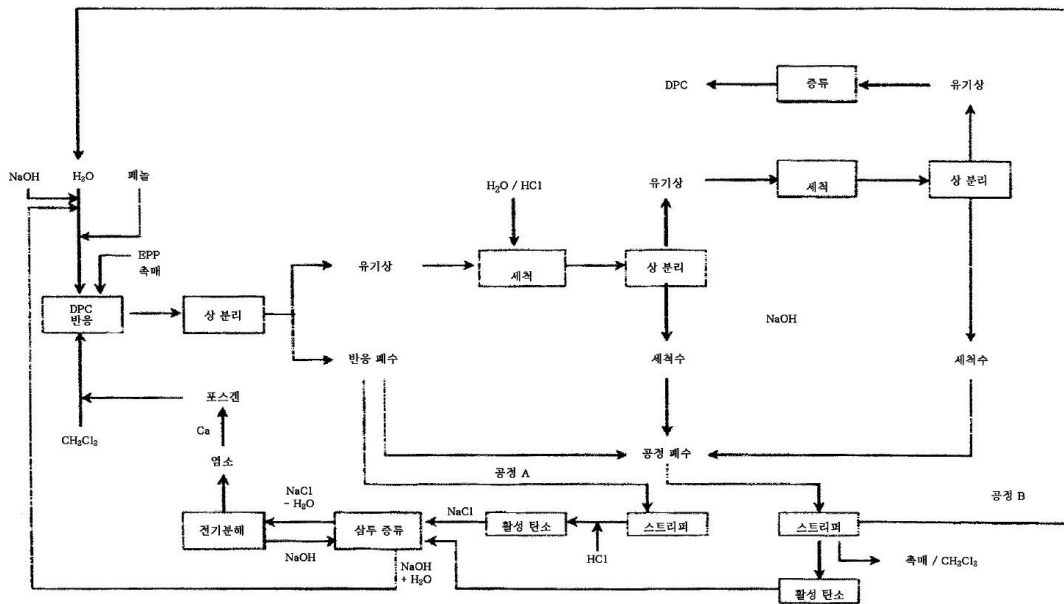 DPC
증류
유기상
NaOH
H₂O
페놀
H₂O / HCl
유기상
세척
상 분리
EPP
촉매
유기상
세척
상 분리
DPC
반응
상 분리
NaOH
반응 폐수
세척수
세척수
포스겐
Ca
CH₂Cl₂
염소
공정 폐수
공정 A
공정 B
NaCl
- H₂O
NaCl
전기분해
삼투 증류
활성 탄소
스트리퍼
스트리퍼
NaOH
NaOH
+ H₂O
HCl
촉매 / CH₂Cl₂
활성 탄소